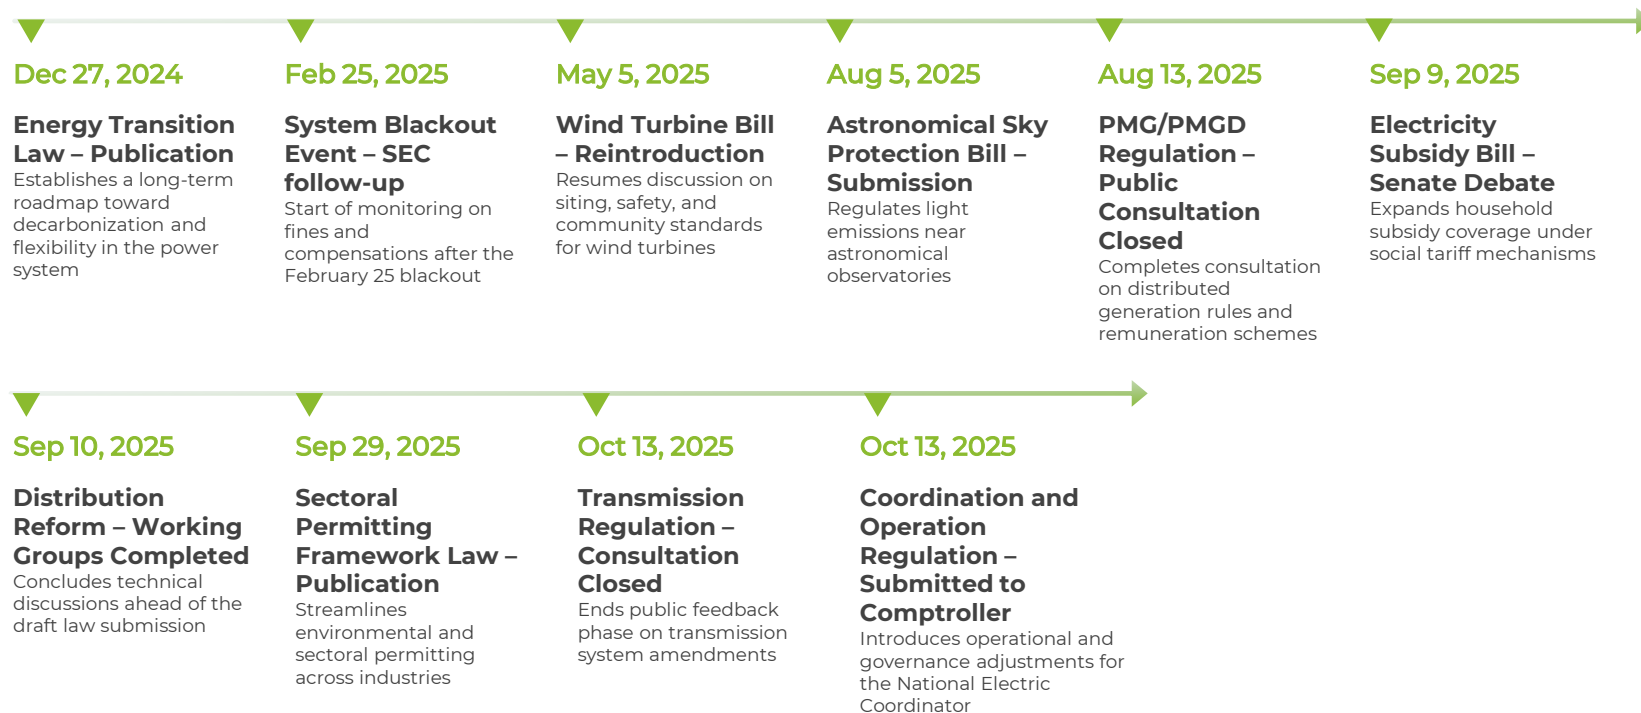 Dec 27, 2024
Energy Transition
Law – Publication
Establishes a long-term
roadmap toward
decarbonization and
flexibility in the power
system
Feb 25, 2025
System Blackout
Event – SEC
follow-up
Start of monitoring on
fines and
compensations after the
February 25 blackout
May 5, 2025
Wind Turbine Bill
– Reintroduction
Resumes discussion on
siting, safety, and
community standards
for wind turbines
Aug 5, 2025
Astronomical Sky
Protection Bill –
Submission
Regulates light
emissions near
astronomical
observatories
Aug 13, 2025
PMG/PMGD
Regulation –
Public
Consultation
Closed
Completes consultation
on distributed
generation rules and
remuneration schemes
Sep 9, 2025
Electricity
Subsidy Bill –
Senate Debate
Expands household
subsidy coverage under
social tariff mechanisms
Sep 10, 2025
Distribution
Reform – Working
Groups Completed
Concludes technical
discussions ahead of the
draft law submission
Sep 29, 2025
Sectoral
Permitting
Framework Law –
Publication
Streamlines
environmental and
sectoral permitting
across industries
Oct 13, 2025
Transmission
Regulation –
Consultation
Closed
Ends public feedback
phase on transmission
system amendments
Oct 13, 2025
Coordination and
Operation
Regulation –
Submitted to
Comptroller
Introduces operational and
governance adjustments for
the National Electric
Coordinator